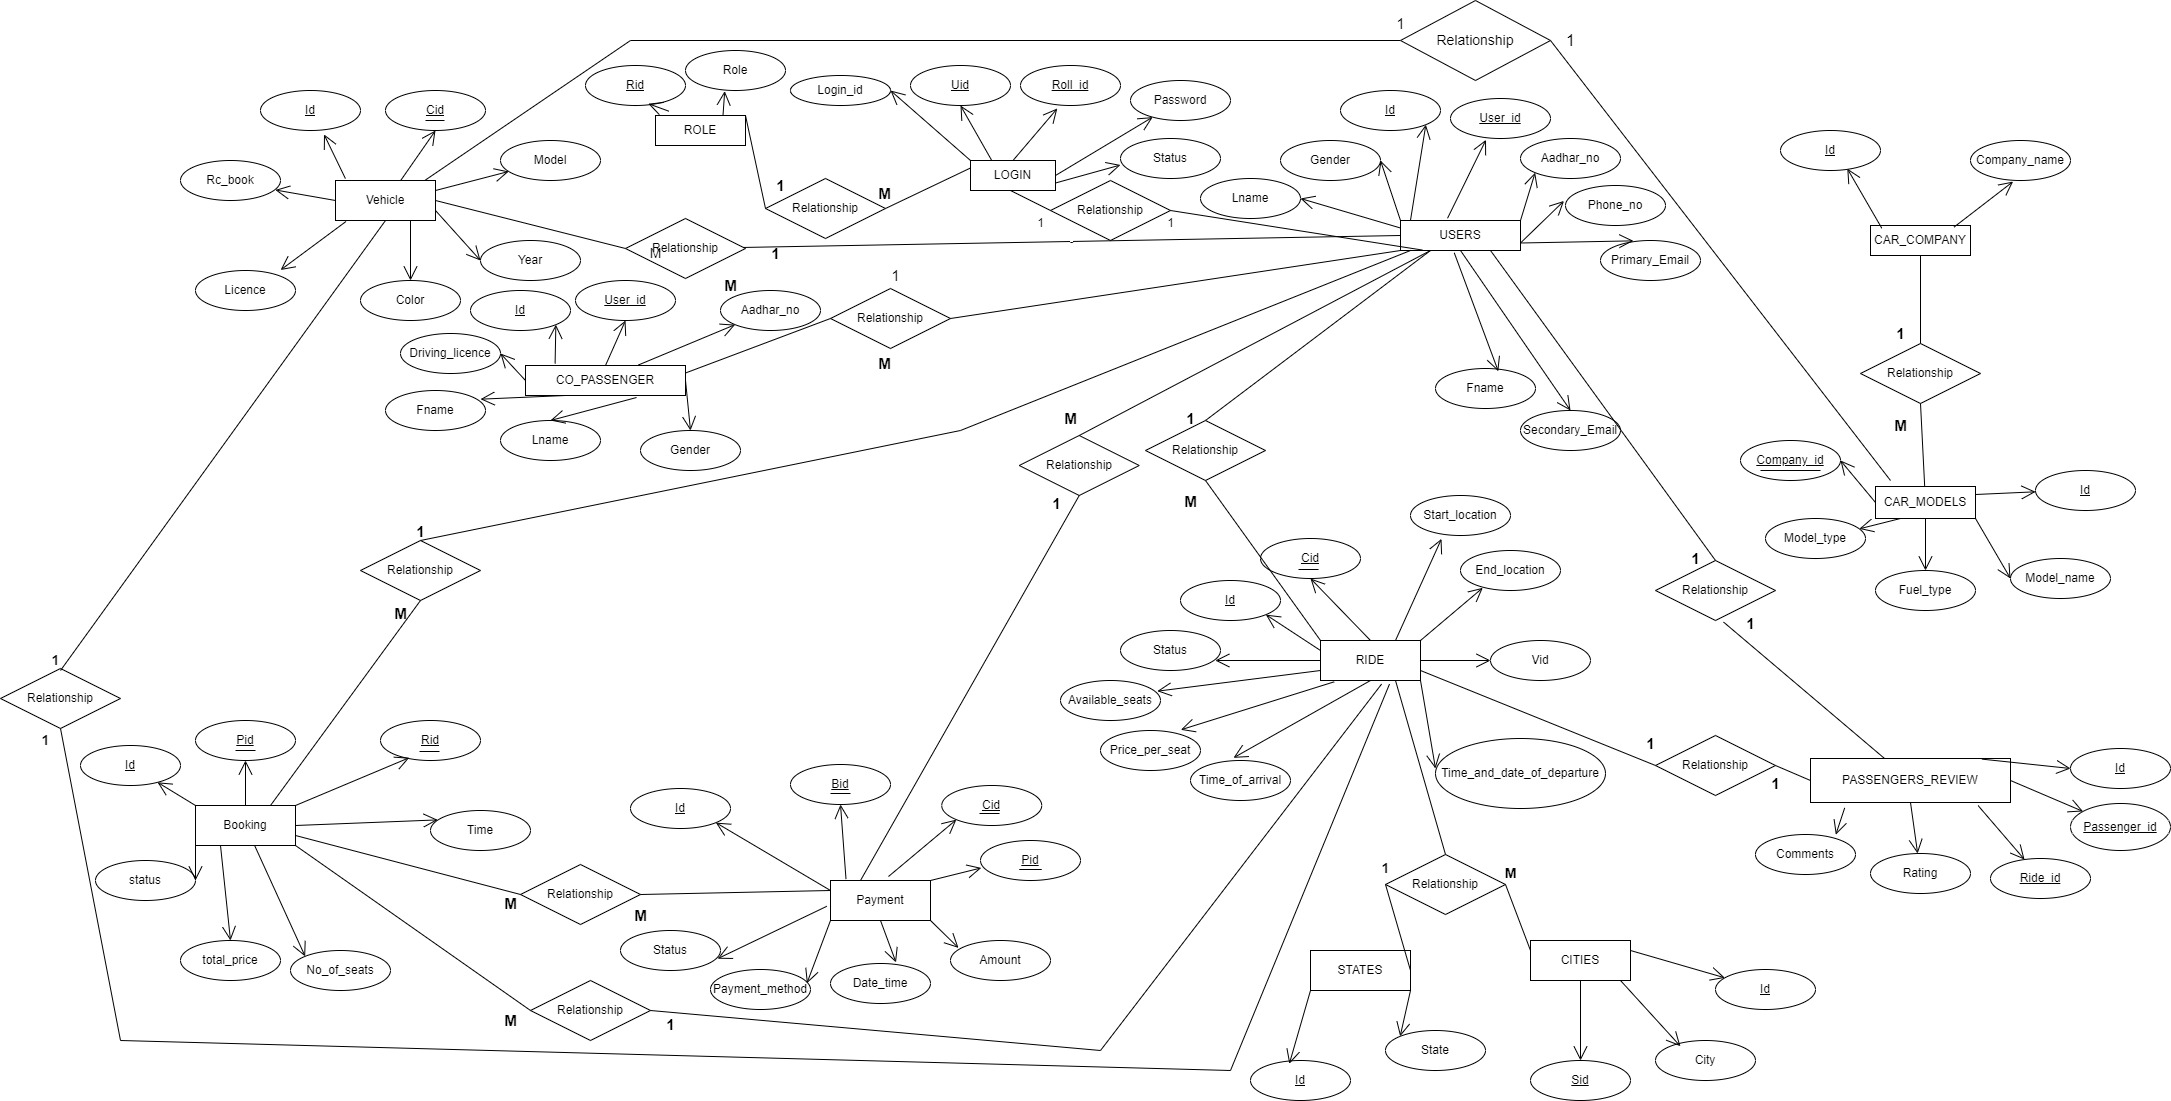 1
Relationship
1
Role
Rid
ROLE
Login_id
Uid
Roll_id
Password
Status
LOGIN
Id
Cid
Model
Rc_book
Vehicle
Licence
Color
Year
1
Relationship
M
1
Relationship
1
Id
User_id
Gender
Aadhar_no
Lname
Phone_no
USERS
Primary_Email
Fname
Secondary_Email
Id
Company_name
CAR_COMPANY
1
Relationship
M
Relationship
M
1
M
1
Relationship
M
Id
User_id
Aadhar_no
Driving_licence
CO_PASSENGER
Fname
Lname
Gender
M
Relationship
1
1
Relationship
M
Company_id
CAR_MODELS
Id
Model_type
Fuel_type
Model_name
1
Relationship
M
Start_location
Cid
End_location
Id
Status
RIDE
Vid
Available_seats
Price_per_seat
Time_of_arrival
Time_and_date_of_departure
1
Relationship
1
1
Relationship
1
1
Relationship
1
Id
Pid
Rid
Booking
Time
status
total_price
No_of_seats
M
Relationship
M
M
Relationship
1
Id
Bid
Cid
Pid
Payment
Status
Payment_method
Date_time
Amount
PASSENGERS_REVIEW
Id
Passenger_id
Comments
Rating
Ride_id
1
Relationship
M
STATES
CITIES
Id
State
Id
Sid
City